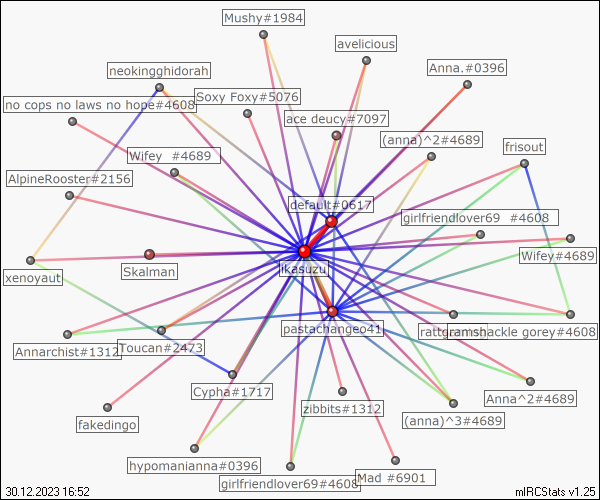 Mushy#1984
avelicious
neokingghidorah
Anna.#0396
no cops no laws no hope#4608
Soxy Foxy#5076
ace deucy#7097
(anna)^2#4689
frisout
Wifey  #4689
AlpineRooster#2156
default#0617
girlfriendlover69  #4608
Wifey#4689
xenoyaut
Skalman
ikasuzu
pastachangeo41
gorey#4608
Annarchist#1312
Toucan#2473
Cypha#1717
zibbits#1312
Anna^2#4689
(anna)^3#4689
fakedingo
hypomanianna#0396
girlfriendlover69#4608
Mad #6901
30.12.2023 16:52
mIRCStats v1.25